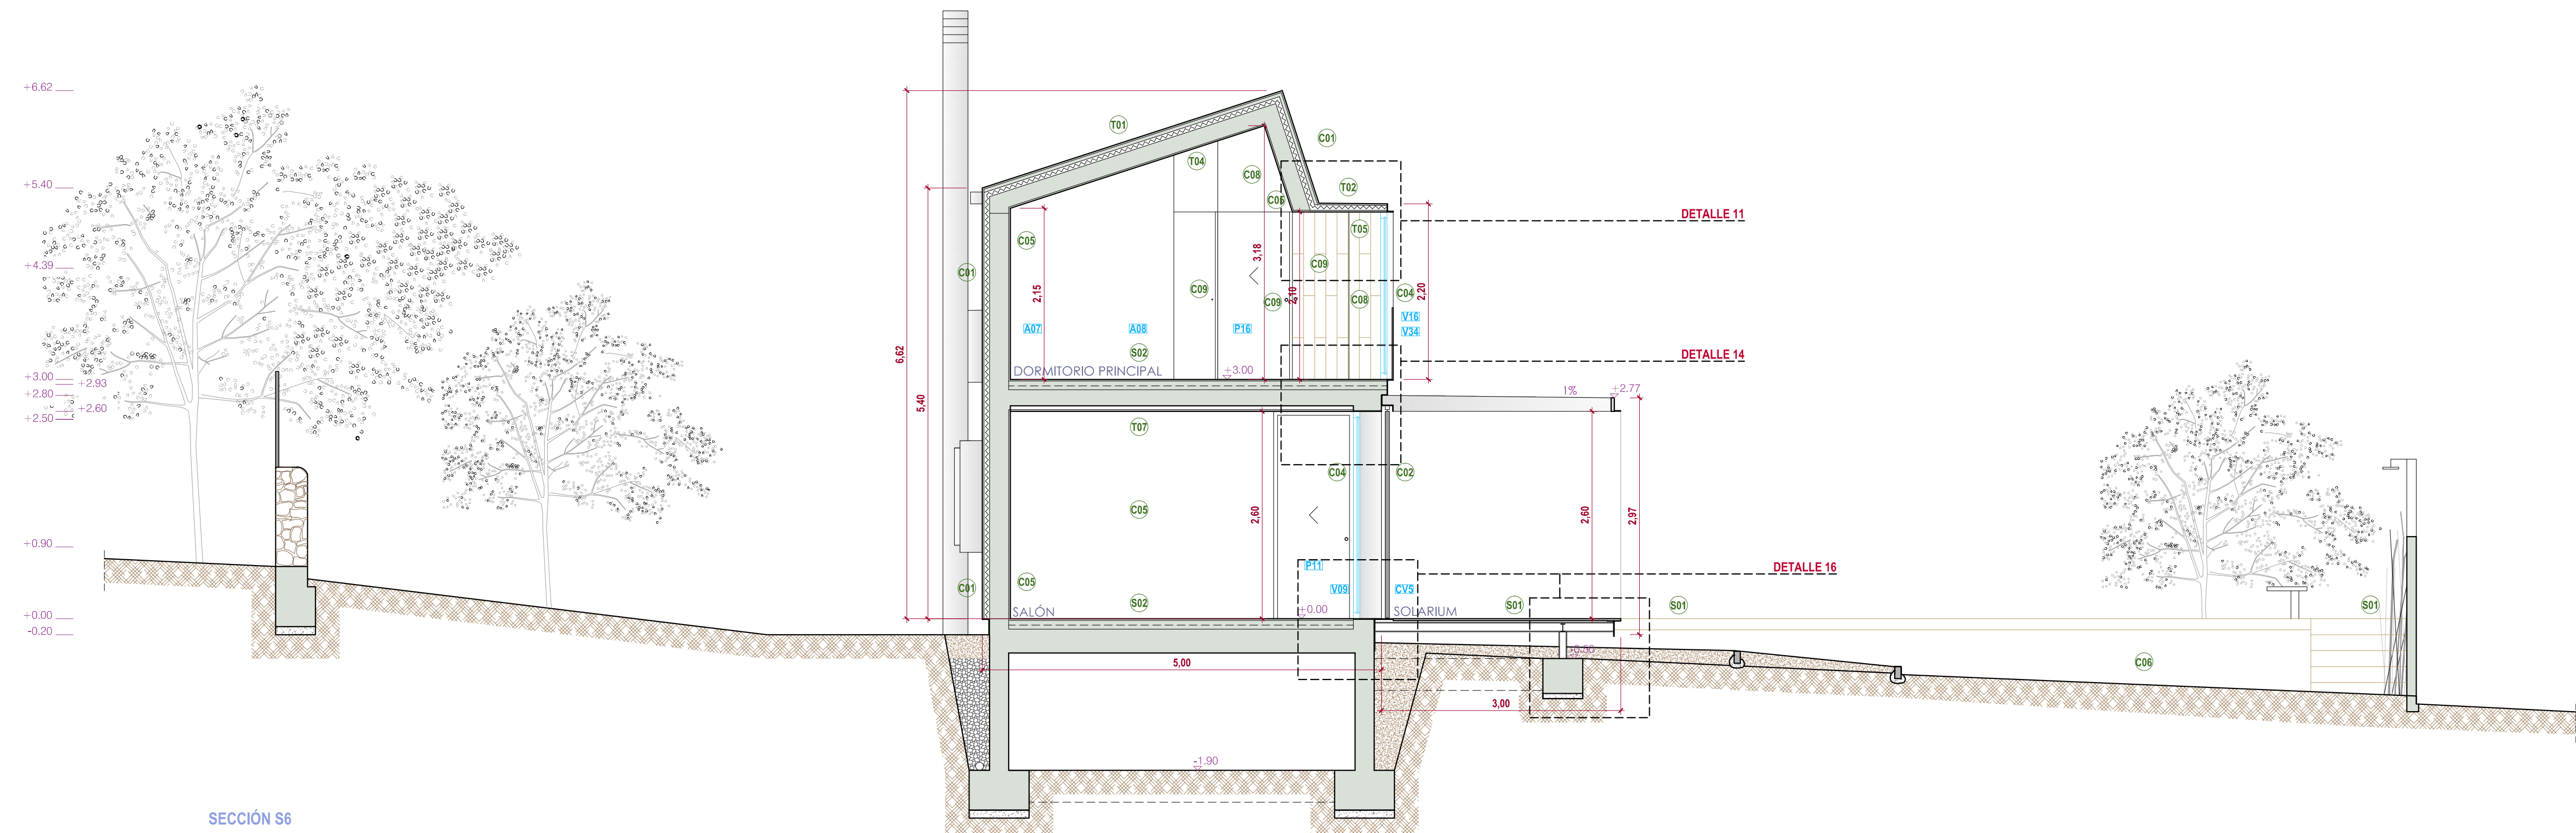 +6.62
T01
C01
T04
C08
T02
+5.40
C05
DETALLE 11
T05
C05
3,18
+4.39
C09
C01
2,15
C09
C09
2,10
C08
C04
2,20
V16
A07
A08
P16
V34
6,62
S02
DETALLE 14
DORMITORIO PRINCIPAL
+3.00
+3.00
+2.93
+2.80
1%
+2.77
5,40
+2.60
+2.50
T07
C04
C02
C05
2,60
2,60
2,97
+0.90
P11
DETALLE 16
C05
C01
V09
CV5
SALÓN
S02
+0.00
SOLARIUM
S01
S01
S01
+0.00
-0.20
5,00
C06
3,00
-1.90
SECCIÓN S6